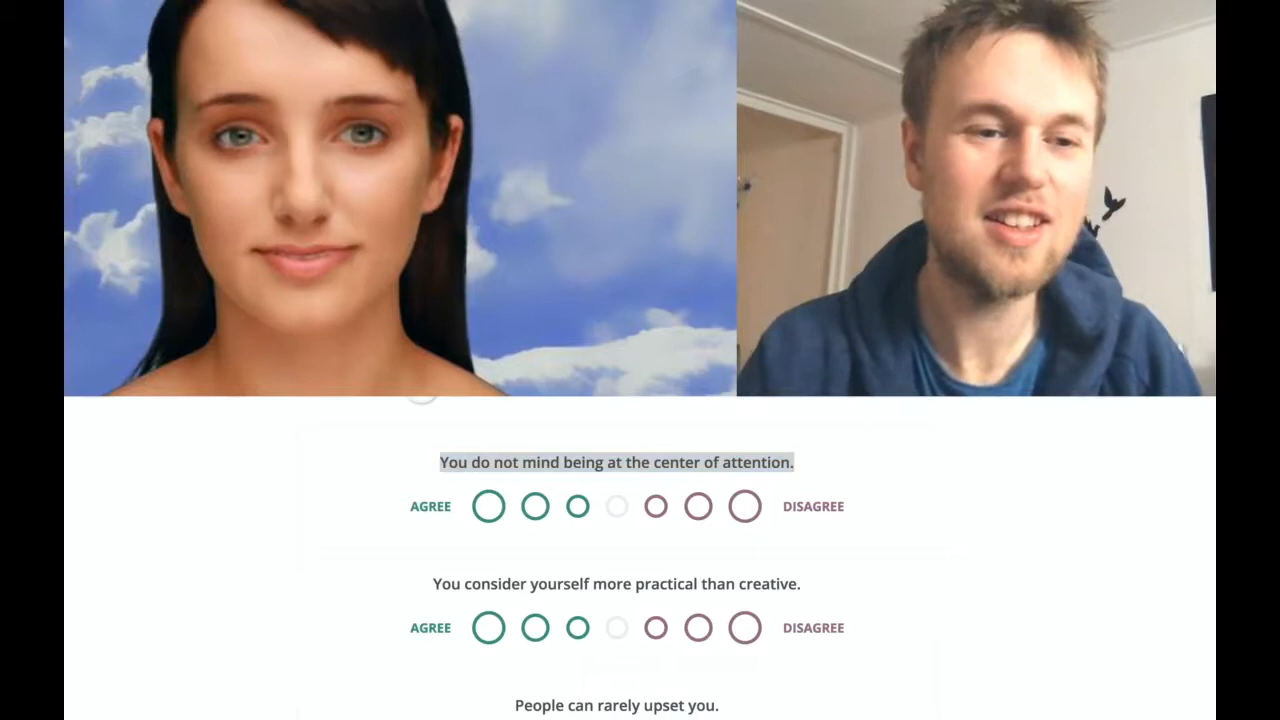 You do not mind being at the center of attention.
AGREE DISAGREE
You consider yourself more practical than creative.
AGREE DISAGREE
People can rarely upset you.